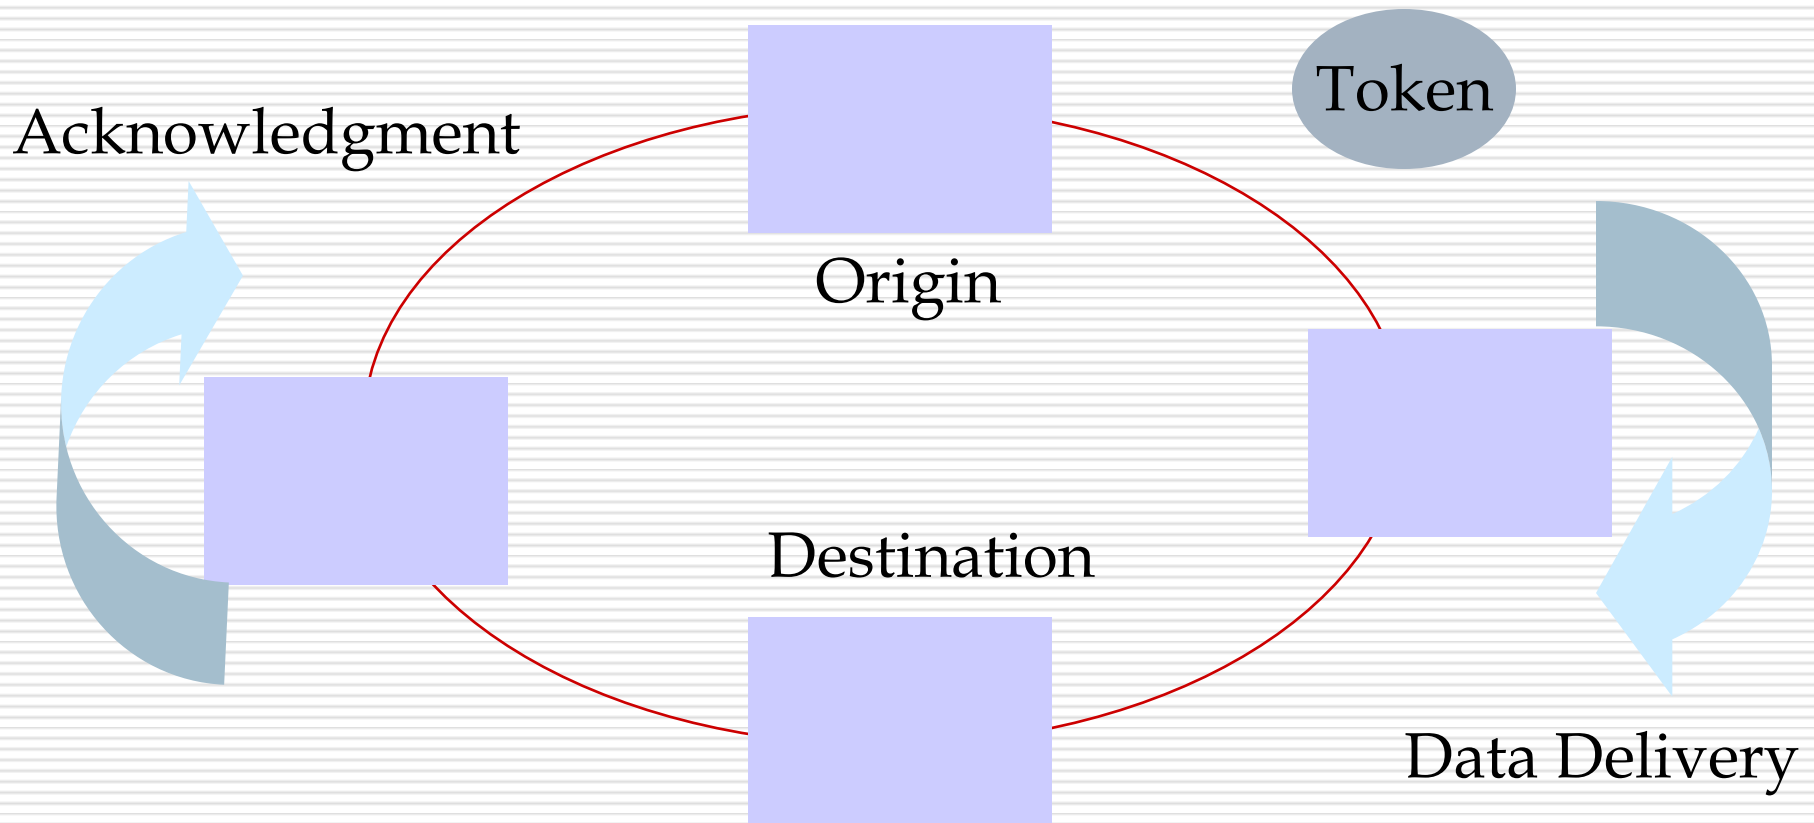 Token
Acknowledgment
Origin
Destination
Data Delivery